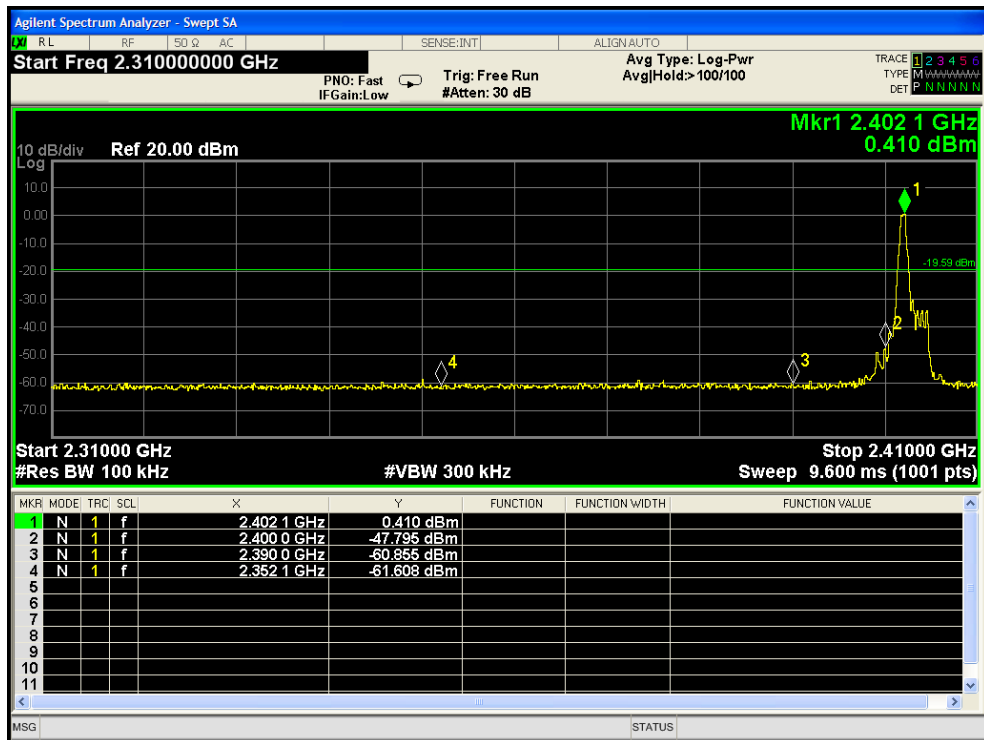 Agilent Spectrum Analyzer - Swept SA
LXI RL RF 50 Ω AC SENSE:INT ALIGNAUTO
Start Freq 2.310000000 GHz
PNO: Fast
IFGain:Low
Trig: Free Run
#Atten: 30 dB
Avg Type: Log-Pwr
Avg|Hold:>100/100
TRACE 1 2 3 4 5 6
TYPE M WWWWW
DET P N N N N N
Mkr1 2.402 1 GHz
0.410 dBm
10 dB/div Ref 20.00 dBm
Log
10.0
0.00
-10.0
-20.0
-30.0
-40.0
-50.0
-60.0
-70.0
1
-19.59 dBm
2
3
4
Start 2.31000 GHz Stop 2.41000 GHz
#Res BW 100 kHz #VBW 300 kHz Sweep 9.600 ms (1001 pts)
MKR MODE TRC SCL X Y FUNCTION FUNCTION WIDTH FUNCTION VALUE
1 N 1 f 2.402 1 GHz 0.410 dBm
2 N 1 f 2.400 0 GHz -47.795 dBm
3 N 1 f 2.390 0 GHz -60.855 dBm
4 N 1 f 2.352 1 GHz -61.608 dBm
5
6
7
8
9
10
11
MSG STATUS